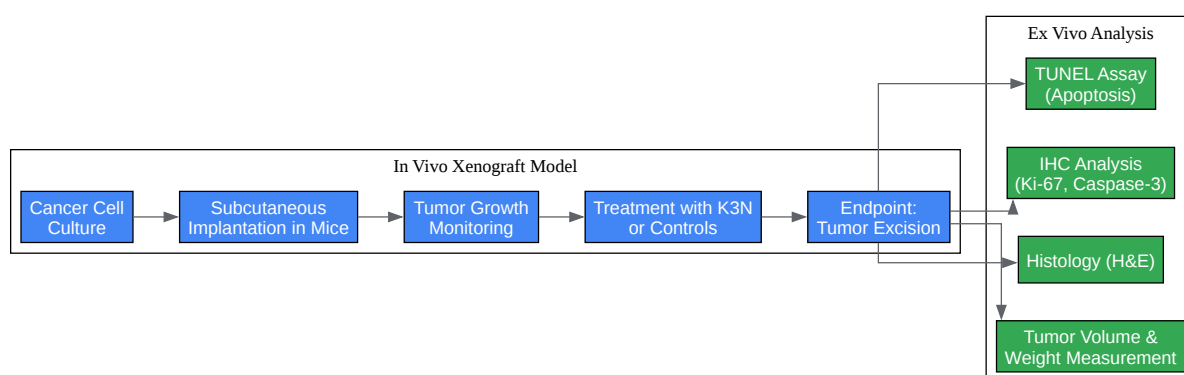 In Vivo Xenograft Model
Cancer Cell
Culture
Subcutaneous
Implantation in Mice
Tumor Growth
Monitoring
Treatment with K3N
or Controls
Endpoint:
Tumor Excision
Ex Vivo Analysis
TUNEL Assay
(Apoptosis)
IHC Analysis
(Ki-67, Caspase-3)
Histology (H&E)
Tumor Volume &
Weight Measurement